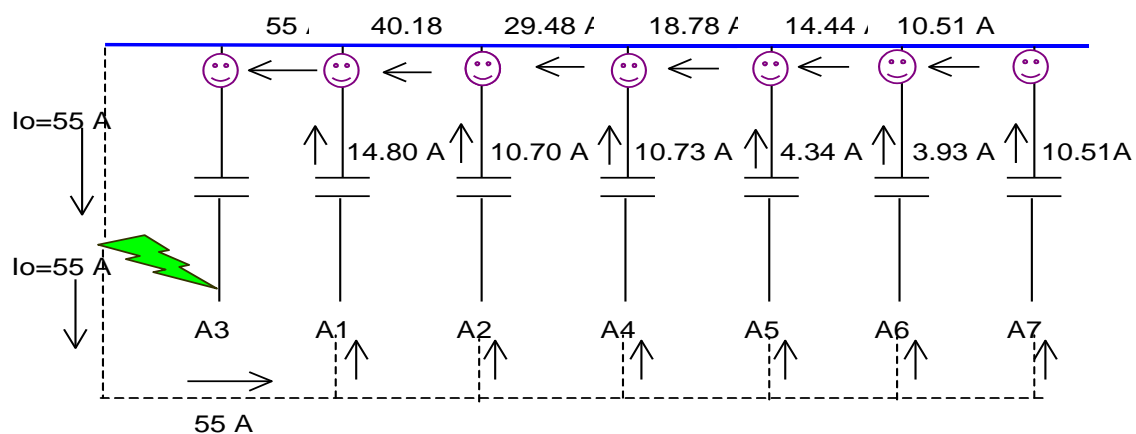 55 A 40.18 29.48 A 18.78 A 14.44 A 10.51 A
Io=55 A
14.80 A 10.70 A 10.73 A 4.34 A 3.93 A 10.51A
Io=55 A
A3 A1 A2 A4 A5 A6 A7
55 A